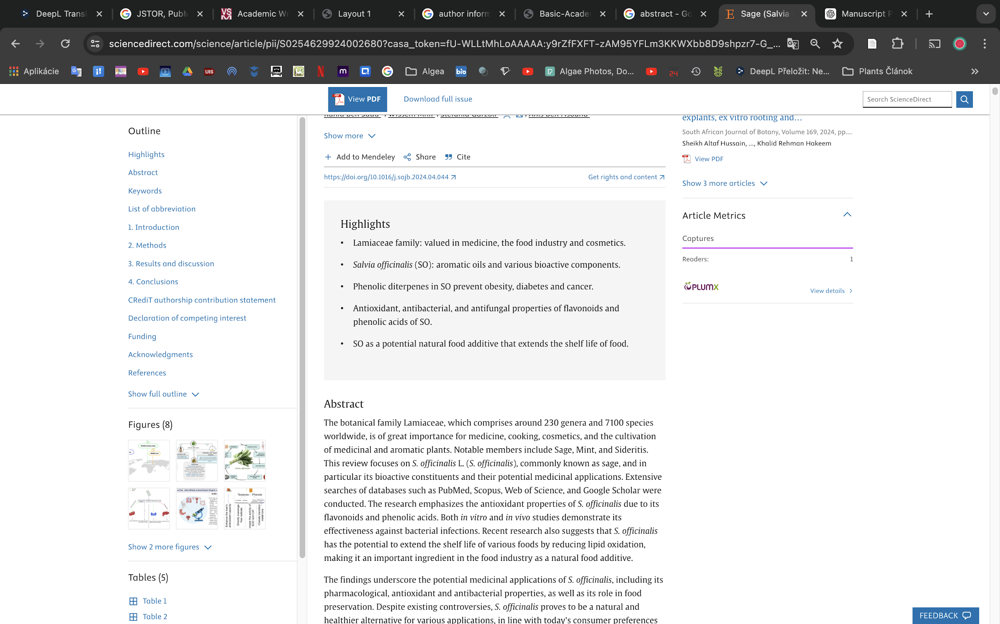 DeepL Transl
JSTOR, PubM
Academic Wr
Layout 1
author inform
Basic-Acade
abstract - Go
Sage (Salvia
Manuscript P
sciencedirect.com/science/article/pii/S0254629924002680?casa_token=fU-WLLtMhLoAAAAA:y9rZfFXFT-zAM95YFLm3KKWXbb8D9shpzr7-G_...
Aplikácie
UIS
m
Algea
bio
Algae Photos, Do...
24
DeepL Přeložit: Ne...
Plants Článok
View PDF
Download full issue
Search ScienceDirect
Outline
Highlights
Abstract
Keywords
List of abbreviation
1. Introduction
2. Methods
3. Results and discussion
4. Conclusions
CRediT authorship contribution statement
Declaration of competing interest
Funding
Acknowledgments
References
Show full outline
Figures (8)
Show 2 more figures
Tables (5)
Table 1
Table 2
Show more
Add to Mendeley
Share
Cite
https://doi.org/10.1016/j.sajb.2024.04.044
Get rights and content
Highlights
• Lamiaceae family: valued in medicine, the food industry and cosmetics.
• Salvia officinalis (SO): aromatic oils and various bioactive components.
• Phenolic diterpenes in SO prevent obesity, diabetes and cancer.
• Antioxidant, antibacterial, and antifungal properties of flavonoids and
phenolic acids of SO.
• SO as a potential natural food additive that extends the shelf life of food.
Abstract
The botanical family Lamiaceae, which comprises around 230 genera and 7100 species
worldwide, is of great importance for medicine, cooking, cosmetics, and the cultivation
of medicinal and aromatic plants. Notable members include Sage, Mint, and Sideritis.
This review focuses on S. officinalis L. (S. officinalis), commonly known as sage, and in
particular its bioactive constituents and their potential medicinal applications. Extensive
searches of databases such as PubMed, Scopus, Web of Science, and Google Scholar were
conducted. The research emphasizes the antioxidant properties of S. officinalis due to its
flavonoids and phenolic acids. Both in vitro and in vivo studies demonstrate its
effectiveness against bacterial infections. Recent research also suggests that S. officinalis
has the potential to extend the shelf life of various foods by reducing lipid oxidation,
making it an important ingredient in the food industry as a natural food additive.
The findings underscore the potential medicinal applications of S. officinalis, including its
pharmacological, antioxidant and antibacterial properties, as well as its role in food
preservation. Despite existing controversies, S. officinalis proves to be a natural and
healthier alternative for various applications, in line with today's consumer preferences
explants, ex vitro rooting and...
South African Journal of Botany, Volume 169, 2024, pp....
Sheikh Altaf Hussain, ..., Khalid Rehman Hakeem
View PDF
Show 3 more articles
Article Metrics
Captures
Readers: 1
PLUMX
View details
FEEDBACK